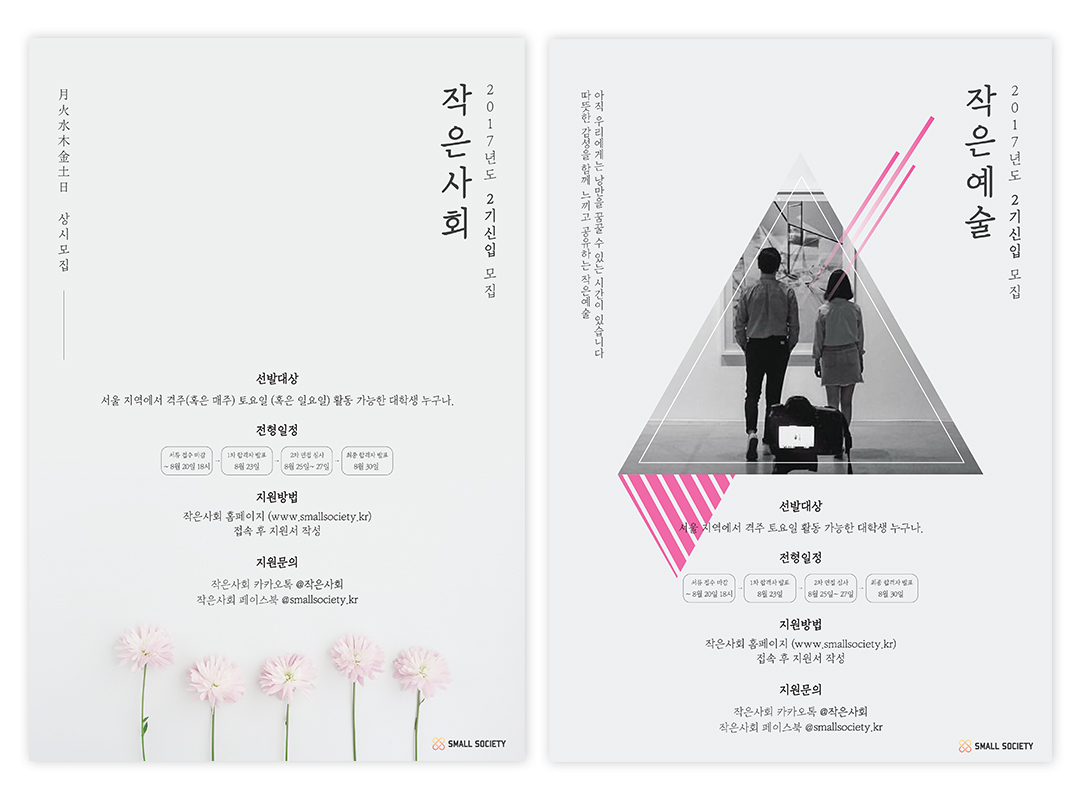 2017년도 2기신입 모집
작은사회
月火水木金土日 상시모집
선발대상
서울 지역에서 격주(혹은 매주) 토요일 (혹은 일요일) 활동 가능한 대학생 누구나.
전형일정
서류 접수 마감
~ 8월 20일 18시
1차 합격자 발표
8월 23일
2차 면접 심사
8월 25일~ 27일
최종 합격자 발표
8월 30일
지원방법
작은사회 홈페이지 (www.smallsociety.kr)
접속 후 지원서 작성
지원문의
작은사회 카카오톡 @작은사회
작은사회 페이스북 @smallsociety.kr
SMALL SOCIETY
2017년도 2기신입 모집
작은예술
아직 우리에게는 낭만을 꿈꿀 수 있는 시간이 있습니다
따뜻한 감성을 함께 느끼고 공유하는 작은예술
선발대상
서울 지역에서 격주 토요일 활동 가능한 대학생 누구나.
전형일정
서류 접수 마감
~ 8월 20일 18시
1차 합격자 발표
8월 23일
2차 면접 심사
8월 25일~ 27일
최종 합격자 발표
8월 30일
지원방법
작은사회 홈페이지 (www.smallsociety.kr)
접속 후 지원서 작성
지원문의
작은사회 카카오톡 @작은사회
작은사회 페이스북 @smallsociety.kr
SMALL SOCIETY